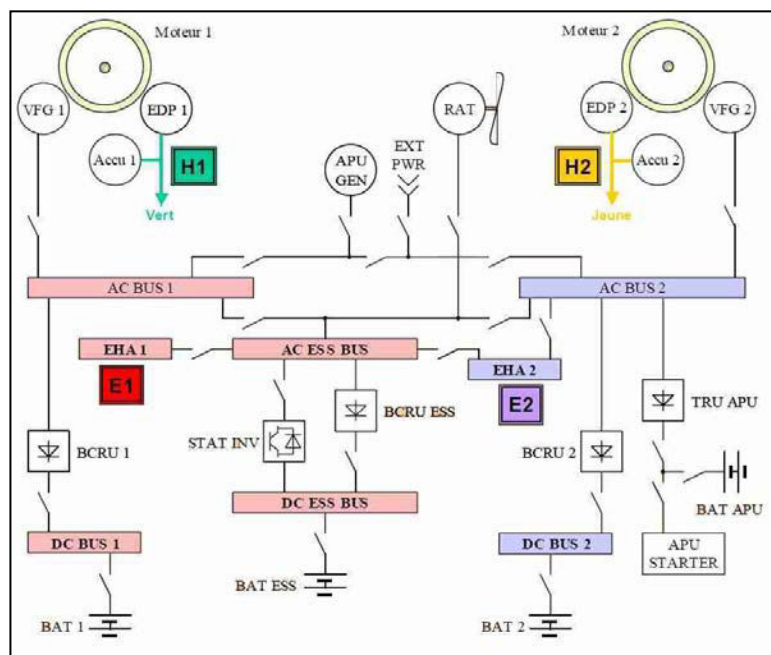 Moteur 1
Moteur 2
VFG 1
EDP 1
RAT
EDP 2
VFG 2
Accu 1
H1
APU
GEN
EXT
PWR
H2
Accu 2
Vert
Jaune
AC BUS 1
AC BUS 2
EHA 1
AC ESS BUS
EHA 2
E1
E2
BCRU ESS
TRU APU
STAT INV
BCRU 1
BCRU 2
BAT APU
DC ESS BUS
DC BUS 1
DC BUS 2
APU
STARTER
BAT ESS
BAT 1
BAT 2